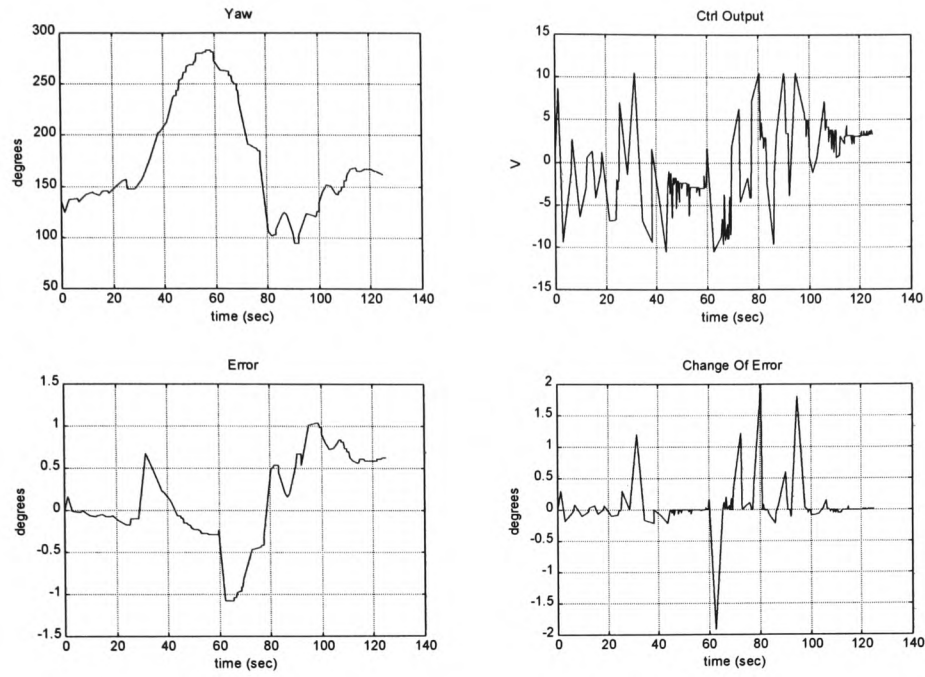 Yaw
300
250
200
150
100
50
degrees
0 20 40 60 80 100 120 140
time (sec)
Ctrl Output
15
10
5
0
-5
-10
-15
V
0 20 40 60 80 100 120 140
time (sec)
Error
1.5
1
0.5
0
-0.5
-1
-1.5
degrees
0 20 40 60 80 100 120 140
time (sec)
Change Of Error
2
1.5
1
0.5
0
-0.5
-1
-1.5
-2
degrees
0 20 40 60 80 100 120 140
time (sec)